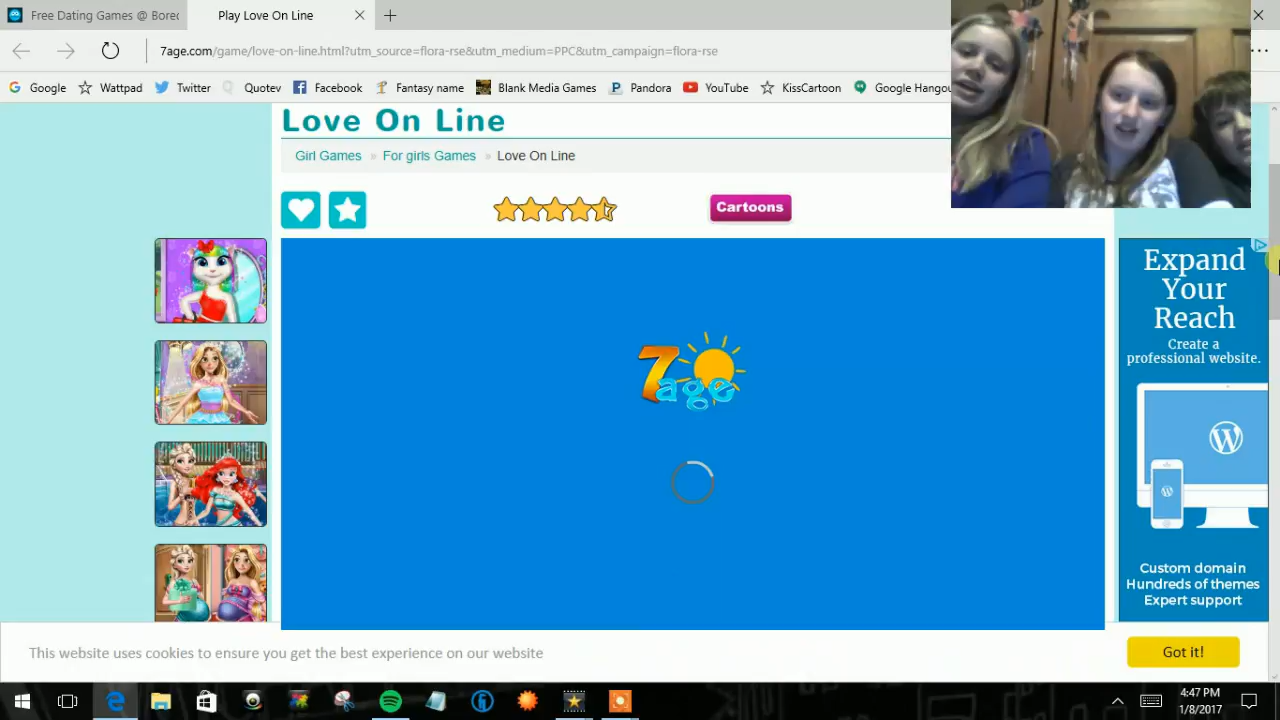 Free Dating Games @ Bored
Play Love On Line
7age.com/game/love-on-line.html?utm_source=flora-rse&utm_medium=PPC&utm_campaign=flora-rse
Google Wattpad Twitter Quotev Facebook Fantasy name Blank Media Games Pandora YouTube KissCartoon Google Hangou
Love On Line
Girl Games » For girls Games » Love On Line
Cartoons
7age
Expand
Your
Reach
Create a
professional website.
Custom domain
Hundreds of themes
Expert support
This website uses cookies to ensure you get the best experience on our website
Got it!
4:47 PM
1/8/2017